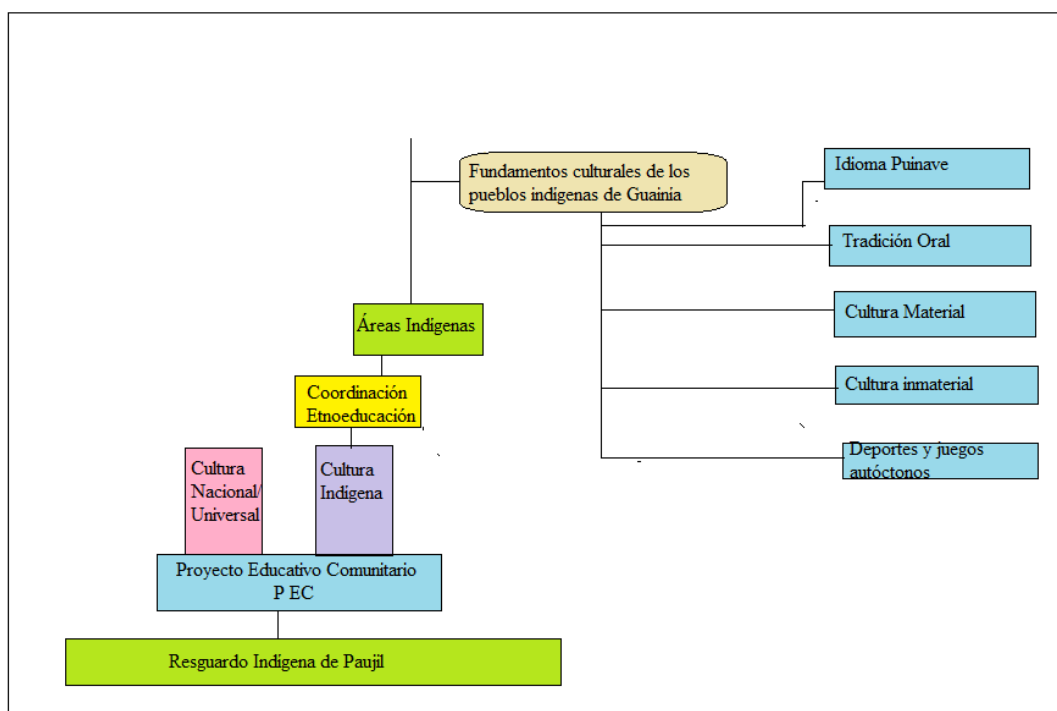 Fundamentos culturales de los
pueblos indígenas de Guainía
Idioma Puinave
Tradición Oral
Cultura Material
Cultura inmaterial
Deportes y juegos
autóctonos
Áreas Indígenas
Coordinación
Etnoeducación
Cultura
Nacional/
Universal
Cultura
Indígena
Proyecto Educativo Comunitario
P EC
Resguardo Indígena de Paujil